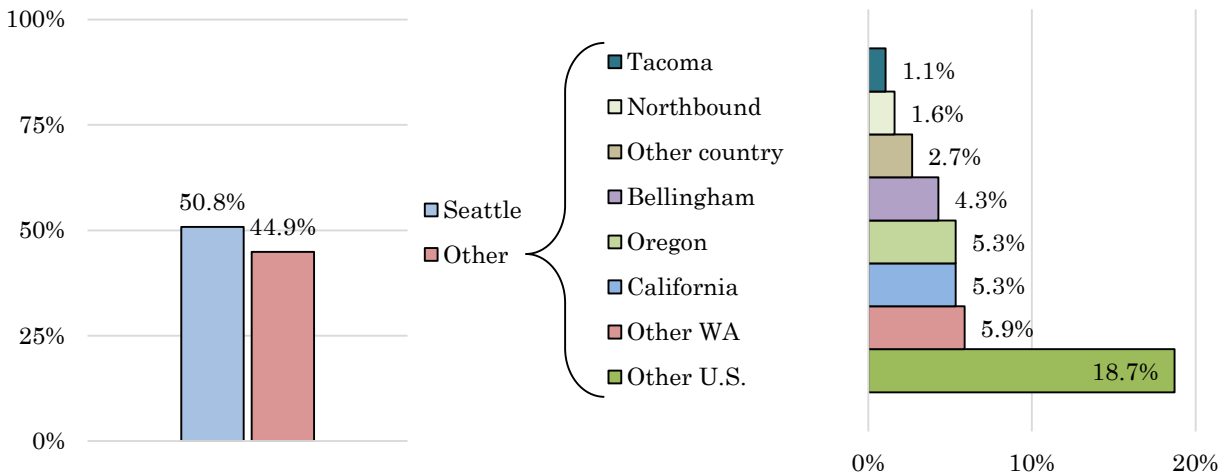 100%
75%
50%
25%
0%
50.8%
44.9%
Seattle
Other
Tacoma
Northbound
Other country
Bellingham
Oregon
California
Other WA
Other U.S.
1.1%
1.6%
2.7%
4.3%
5.3%
5.3%
5.9%
18.7%
0%
10%
20%